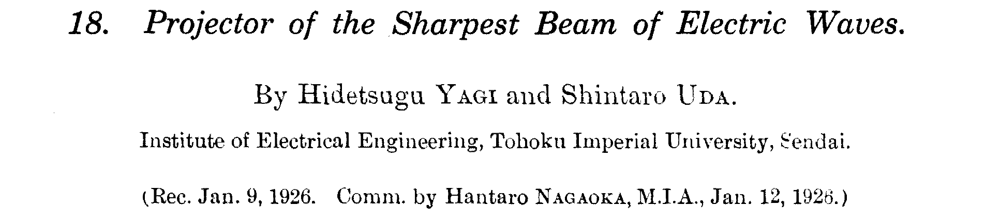 18. Projector of the Sharpest Beam of Electric Waves.
By Hidetsugu YAGI and Shintaro UDA.
Institute of Electrical Engineering, Tohoku Imperial University, Sendai.
(Rec. Jan. 9, 1926. Comm. by Hantaro NAGAOKA, M.I.A., Jan. 12, 1926.)